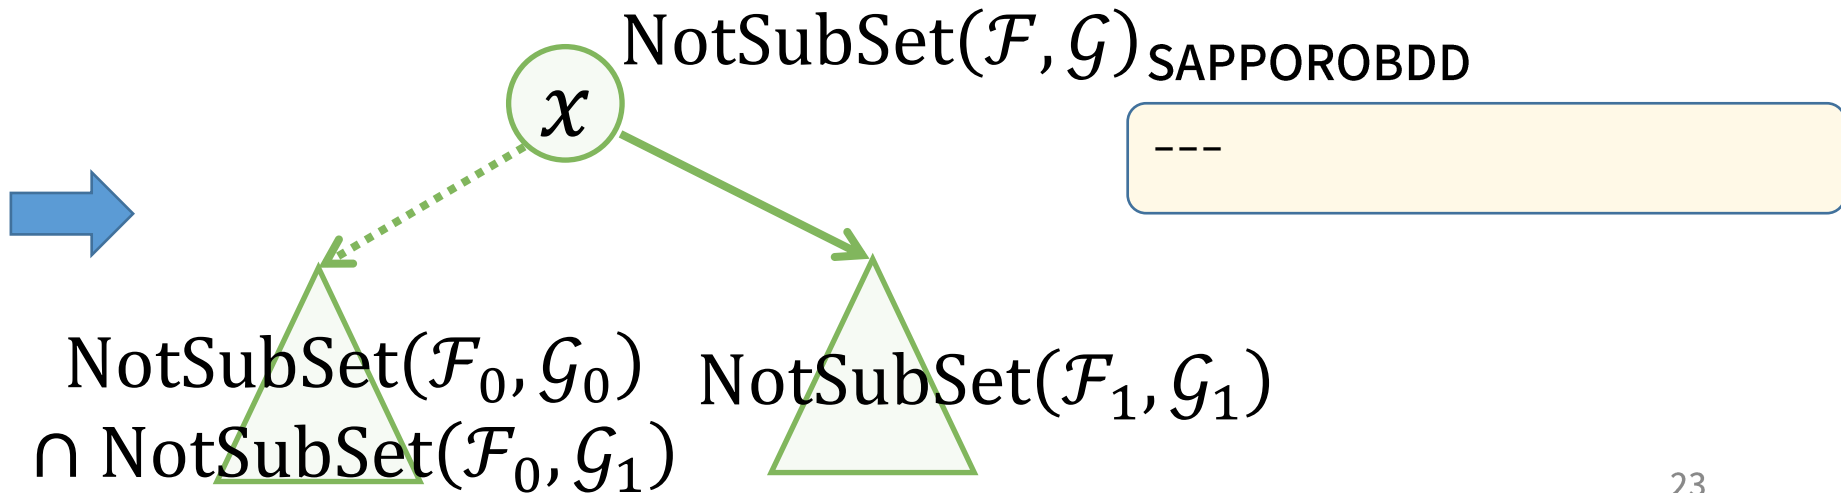 NotSubSet(ℱ, 𝒢)
SAPPOROBDD
x
---
NotSubSet(ℱ₀, 𝒢₀)
∩ NotSubSet(ℱ₀, 𝒢₁)
NotSubSet(ℱ₁, 𝒢₁)
23